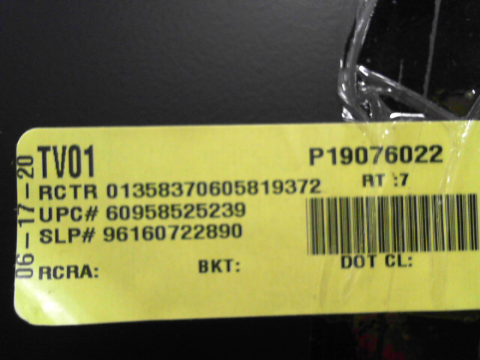 06-17-20
TV01 P19076022
RCTR 01358370605819372 RT :7
UPC# 60958525239
SLP# 96160722890
RCRA: BKT: DOT CL: